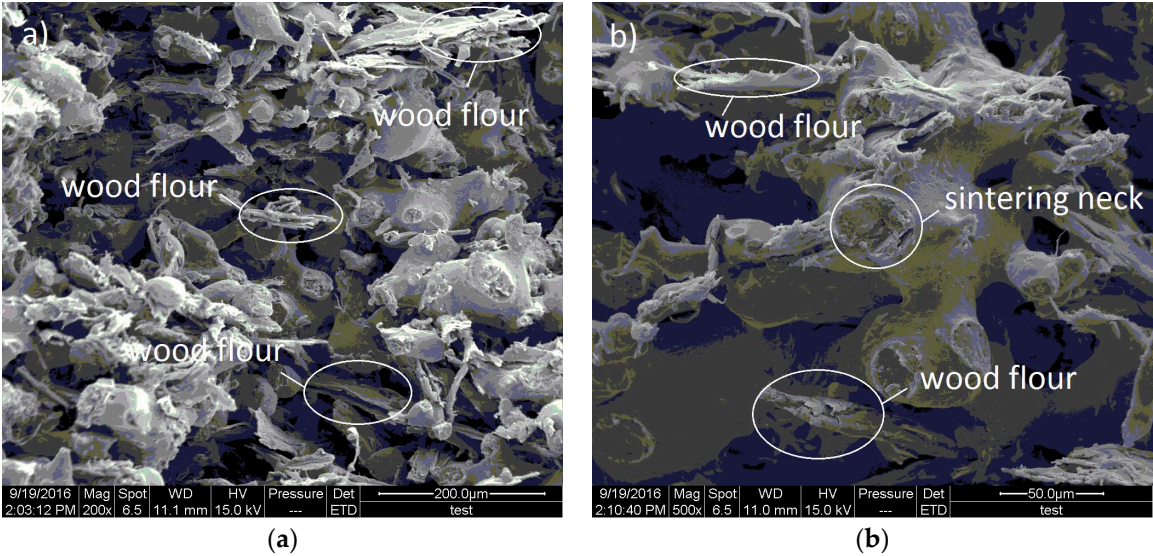 a)
wood flour
wood flour
wood flour
9/19/2016 Mag Spot WD HV Pressure Det 200.0µm
2:03:12 PM 200x 6.5 11.1 mm 15.0 kV --- ETD test
(a)
b)
wood flour
sintering neck
wood flour
9/19/2016 Mag Spot WD HV Pressure Det 50.0µm
2:10:40 PM 500x 6.5 11.0 mm 15.0 kV --- ETD test
(b)